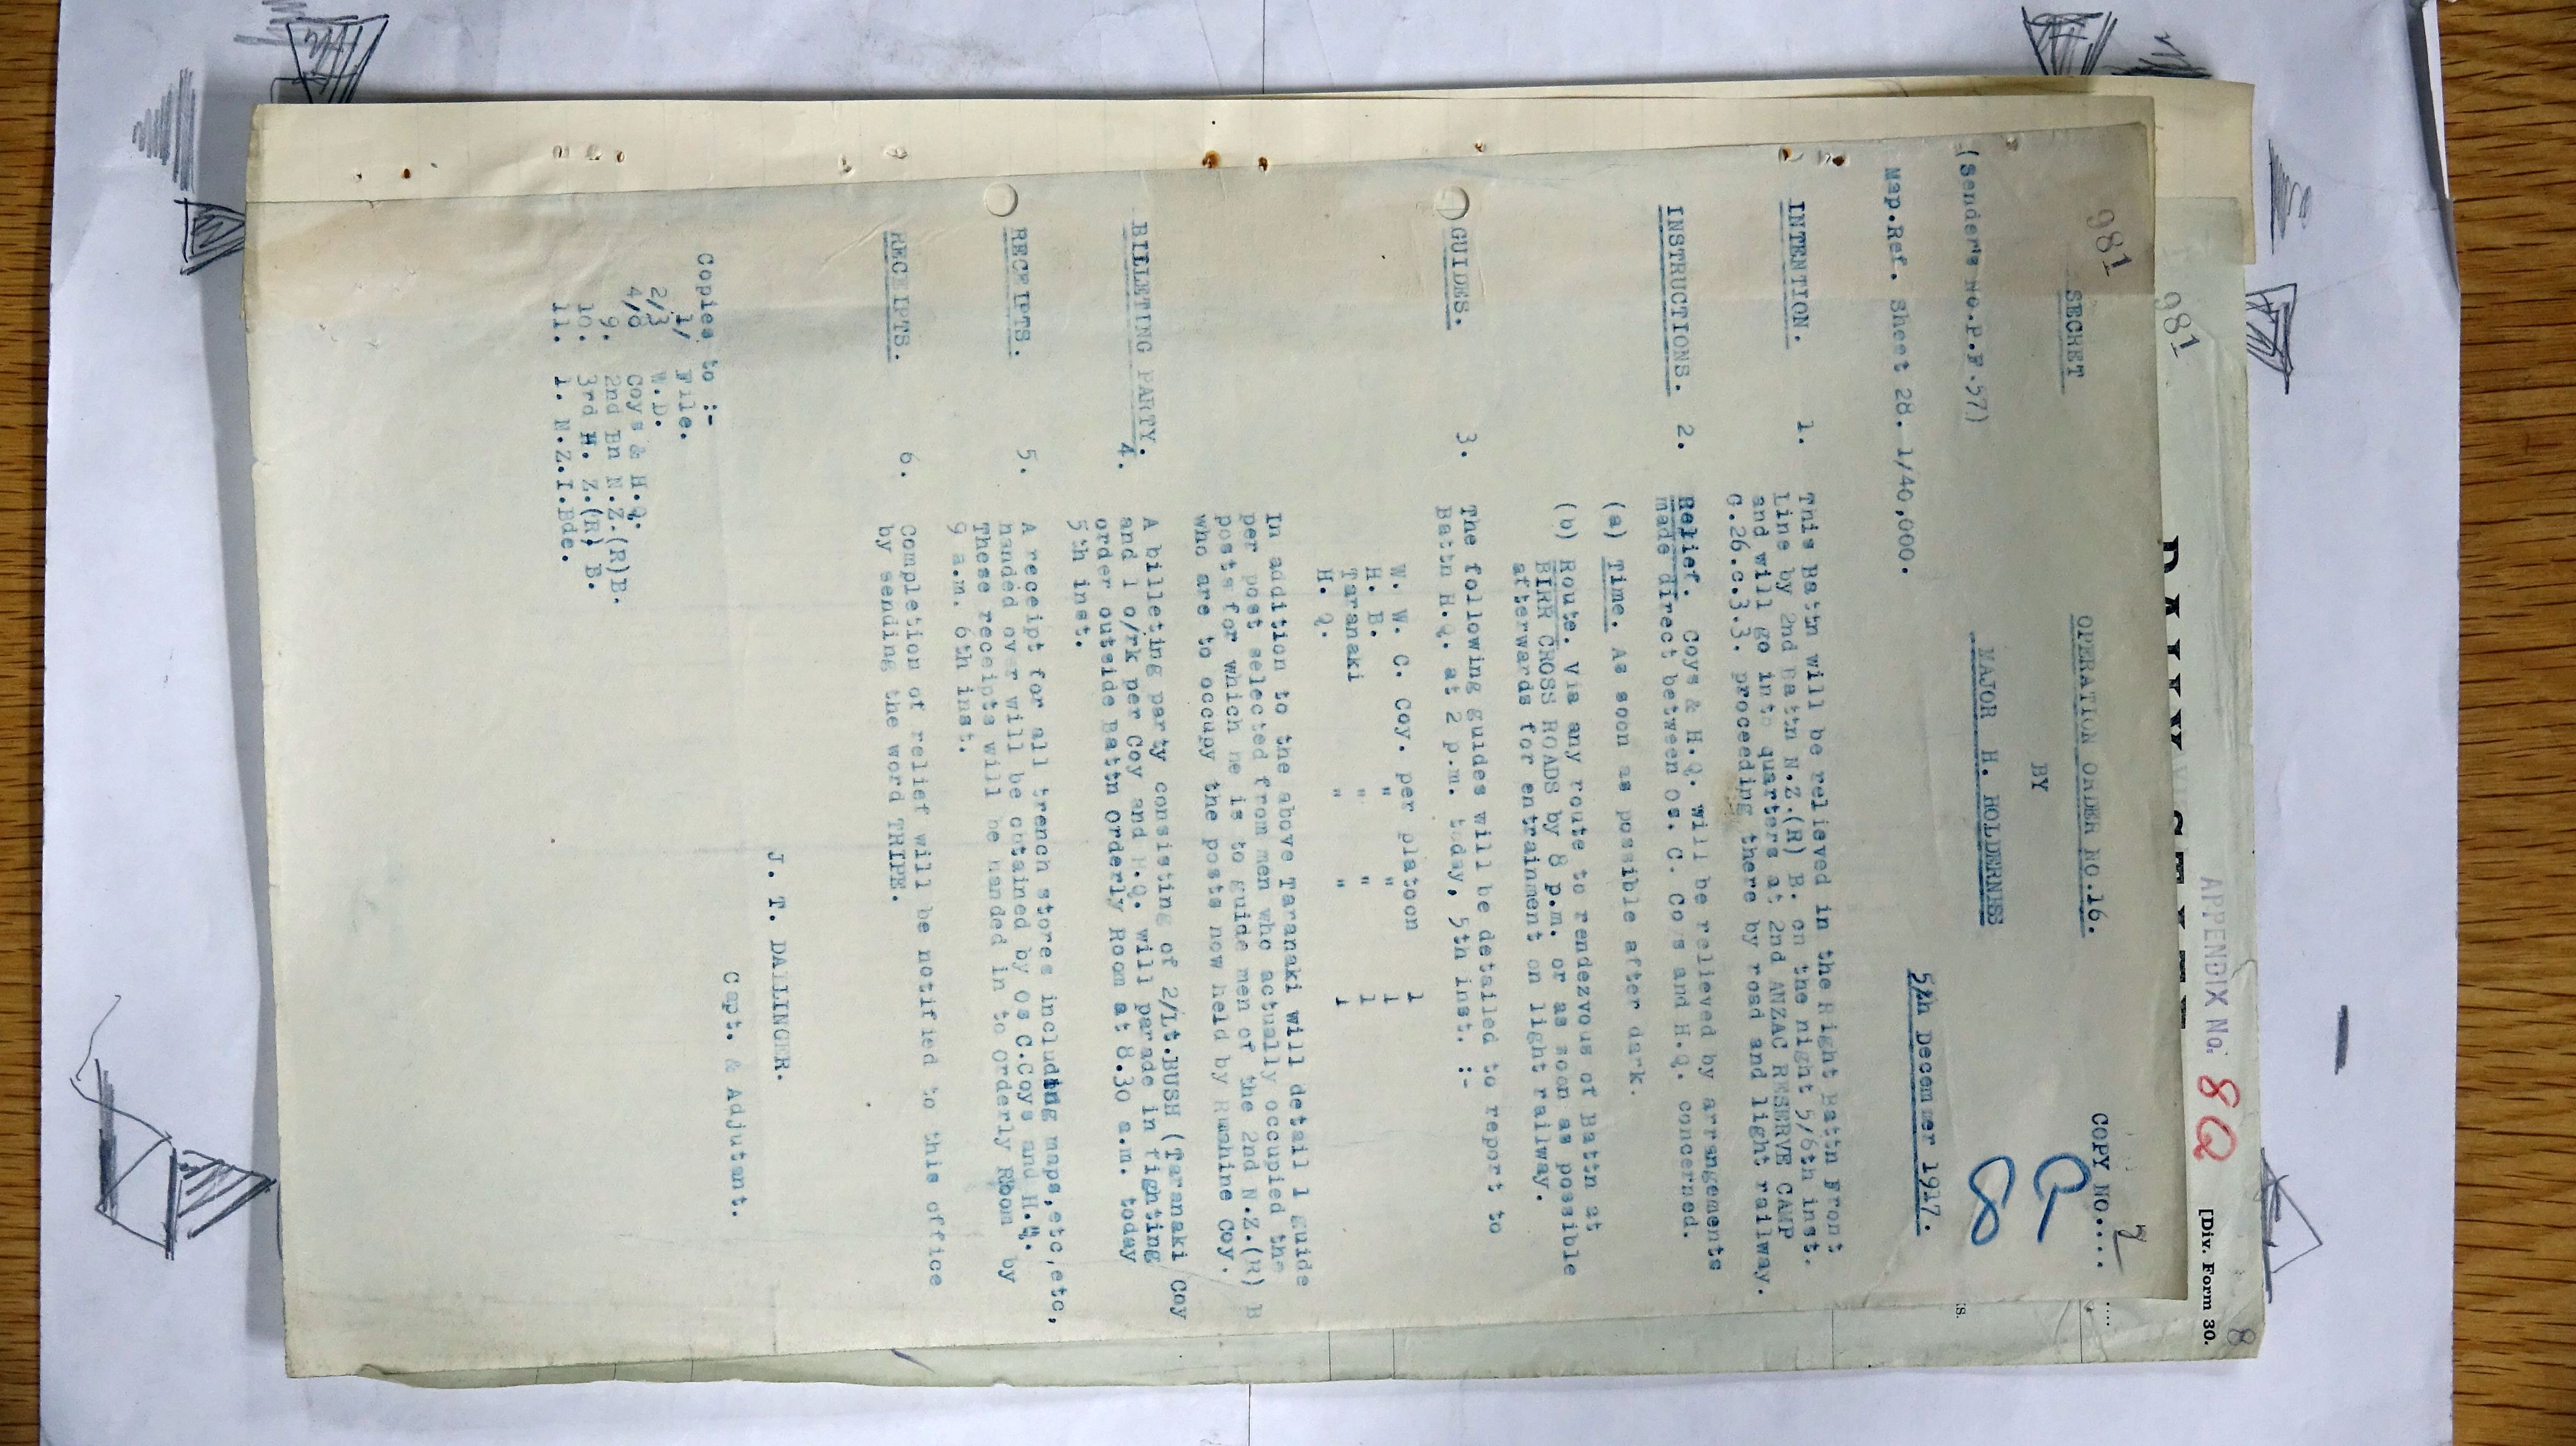 APPENDIX No. 8Q
[Div. Form 30.
8
981
981
SECRET
OPERATION ORDER NO.16.
COPY NO..... 2
BY
(Sender's No.P.F.57)
MAJOR H. HOLDERNESS
Q
8
Map.Ref. Sheet 28. 1/40,000.
5th December 1917.
INTENTION. 1. This Battn will be relieved in the Right Battn Front
Line by 2nd Battn N.Z.(R) B. on the night 5/6th inst.
and will go into quarters at 2nd ANZAC RESERVE CAMP
G.26.c.3.3. proceeding there by road and light railway.
INSTRUCTIONS. 2. Relief. Coys & H.Q. will be relieved by arrangements
made direct between Os. C. Coys and H.Q. concerned.
(a) Time. As soon as possible after dark.
(b) Route. Via any route to rendezvous of Battn at
BIRR CROSS ROADS by 8 p.m. or as soon as possible
afterwards for entrainment on light railway.
GUIDES. 3. The following guides will be detailed to report to
Battn H.Q. at 2 p.m. today, 5th inst. :-
W. W. C. Coy. per platoon 1
H. B. " " 1
Taranaki " " 1
H. Q. " " 1
In addition to the above Taranaki will detail 1 guide
per post selected from men who actually occupied the
posts for which he is to guide men of the 2nd N.Z.(R) B
who are to occupy the posts now held by Ruahine Coy.
BILLETING PARTY. 4. A billeting party consisting of 2/Lt.BUSH (Taranaki Coy
and 1 o/rk per Coy and H.Q. will parade in fighting
order outside Battn Orderly Room at 8.30 a.m. today
5th inst.
RECEIPTS. 5. A receipt for all trench stores including maps,etc,etc,
handed over will be obtained by Os C.Coys and H.Q.
These receipts will be handed in to Orderly Room by
9 a.m. 6th inst.
RECEIPTS. 6. Completion of relief will be notified to this office
by sending the word TRIPE.
J. T. DALLINGER.
Capt. & Adjutant.
Copies to :-
1/ File.
2/3 W.D.
4/8 Coys & H.Q.
9. 2nd Bn N.Z.(R)B.
10. 3rd N. Z.(R) B.
11. 1. N.Z.I.Bde.